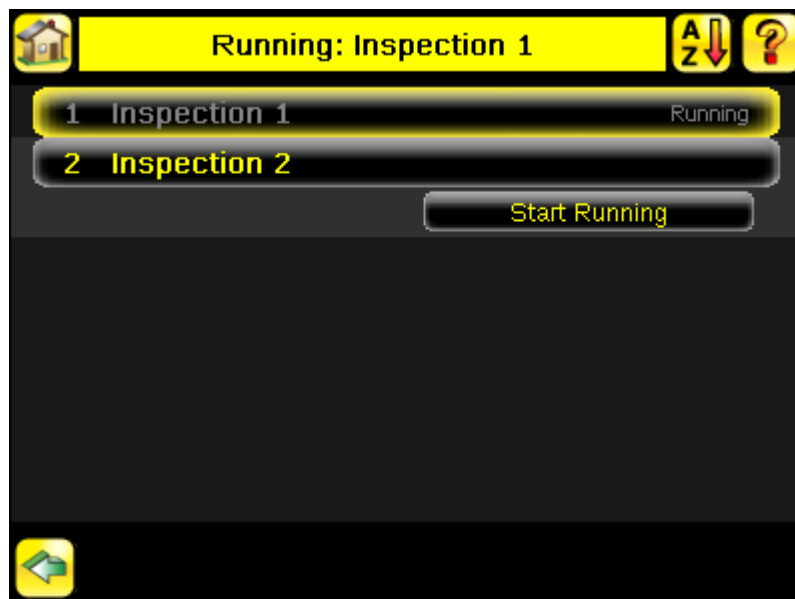 Running: Inspection 1
A
Z
?
1 Inspection 1 Running
2 Inspection 2
Start Running